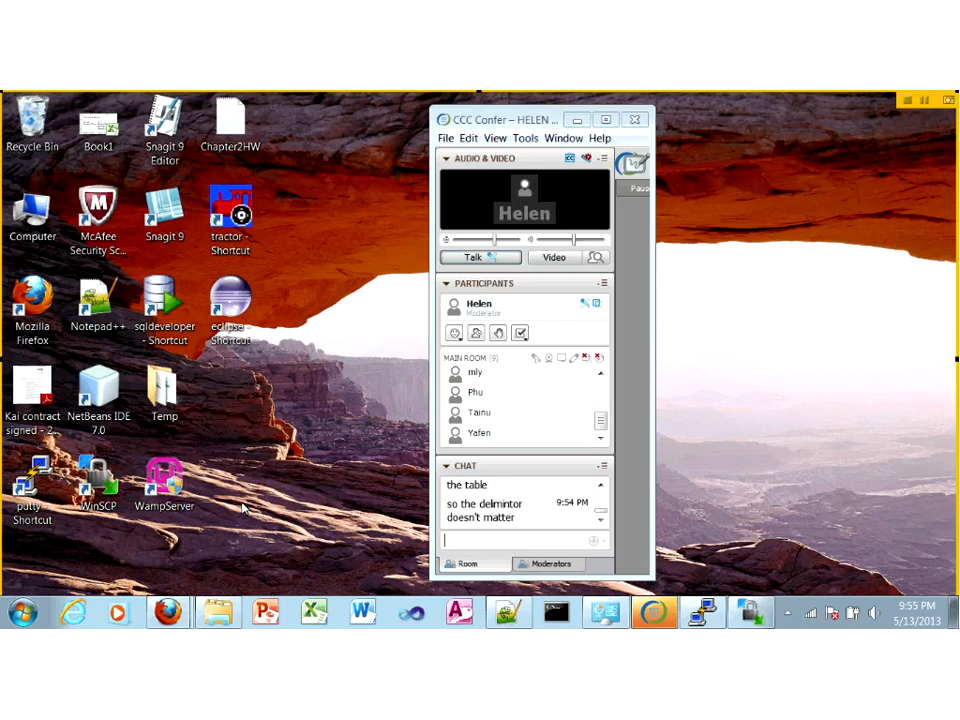 Recycle Bin
Book1
Snagit 9
Editor
Chapter2HW
Computer
McAfee
Security Sc...
Snagit 9
tractor -
Shortcut
Mozilla
Firefox
Notepad++
sqldeveloper
- Shortcut
eclipse -
Shortcut
Kai contract
signed - 2...
NetBeans IDE
7.0
Temp
putty -
Shortcut
WinSCP
WampServer
CCC Confer – HELEN ...
File Edit View Tools Window Help
AUDIO & VIDEO
Helen
Talk
Video
Paus
PARTICIPANTS
Helen
Moderator
MAIN ROOM (9)
mly
Phu
Tainu
Yafen
CHAT
the table
so the delmintor 9:54 PM
doesn't matter
Room
Moderators
9:55 PM
5/13/2013